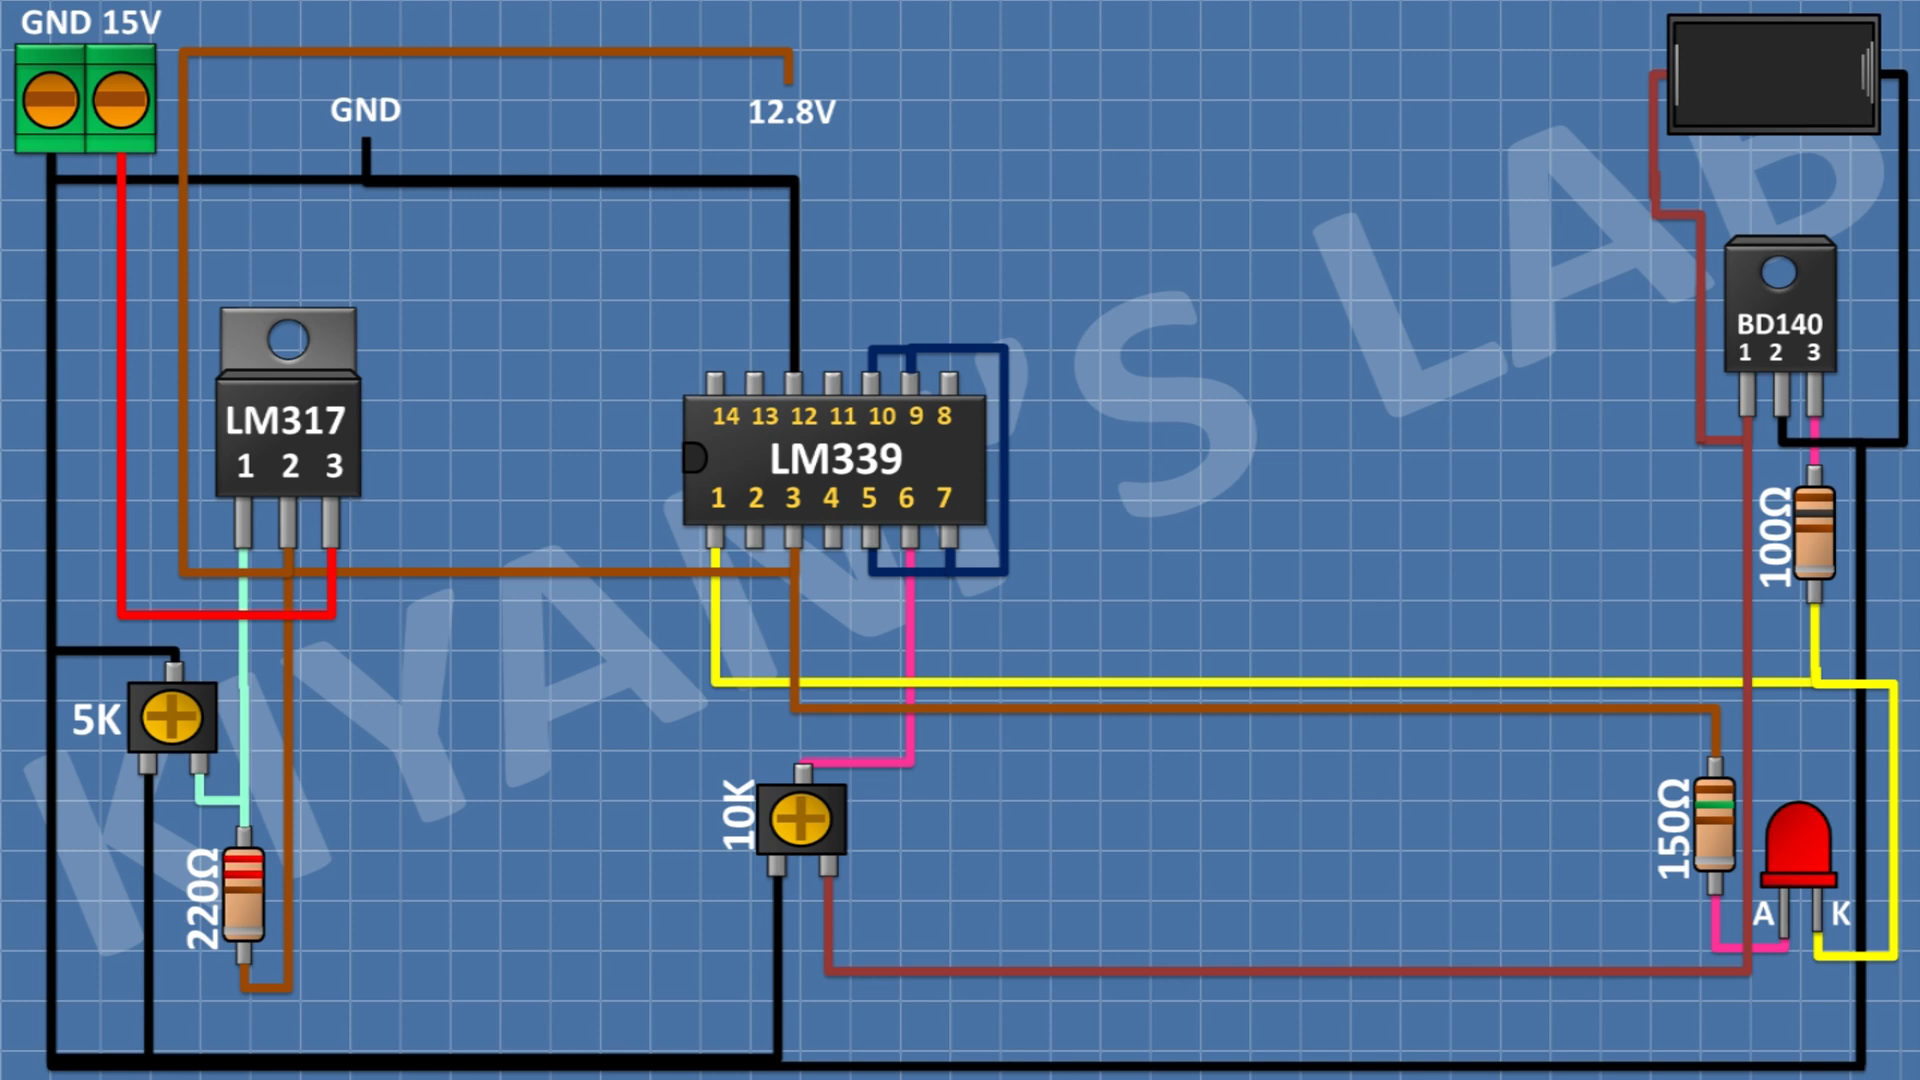 GND 15V
GND
12.8V
KIYAM'S LAB
LM317
1 2 3
14 13 12 11 10 9 8
LM339
1 2 3 4 5 6 7
BD140
1 2 3
100Ω
5K
10K
150Ω
220Ω
A K